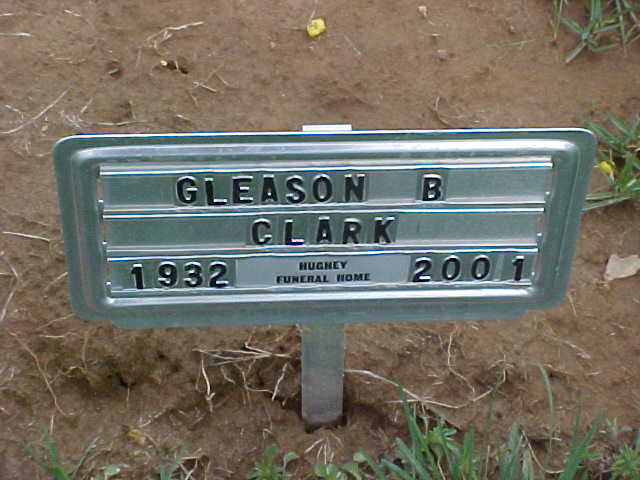 GLEASON B
CLARK
1932 HUGHEY FUNERAL HOME 2001